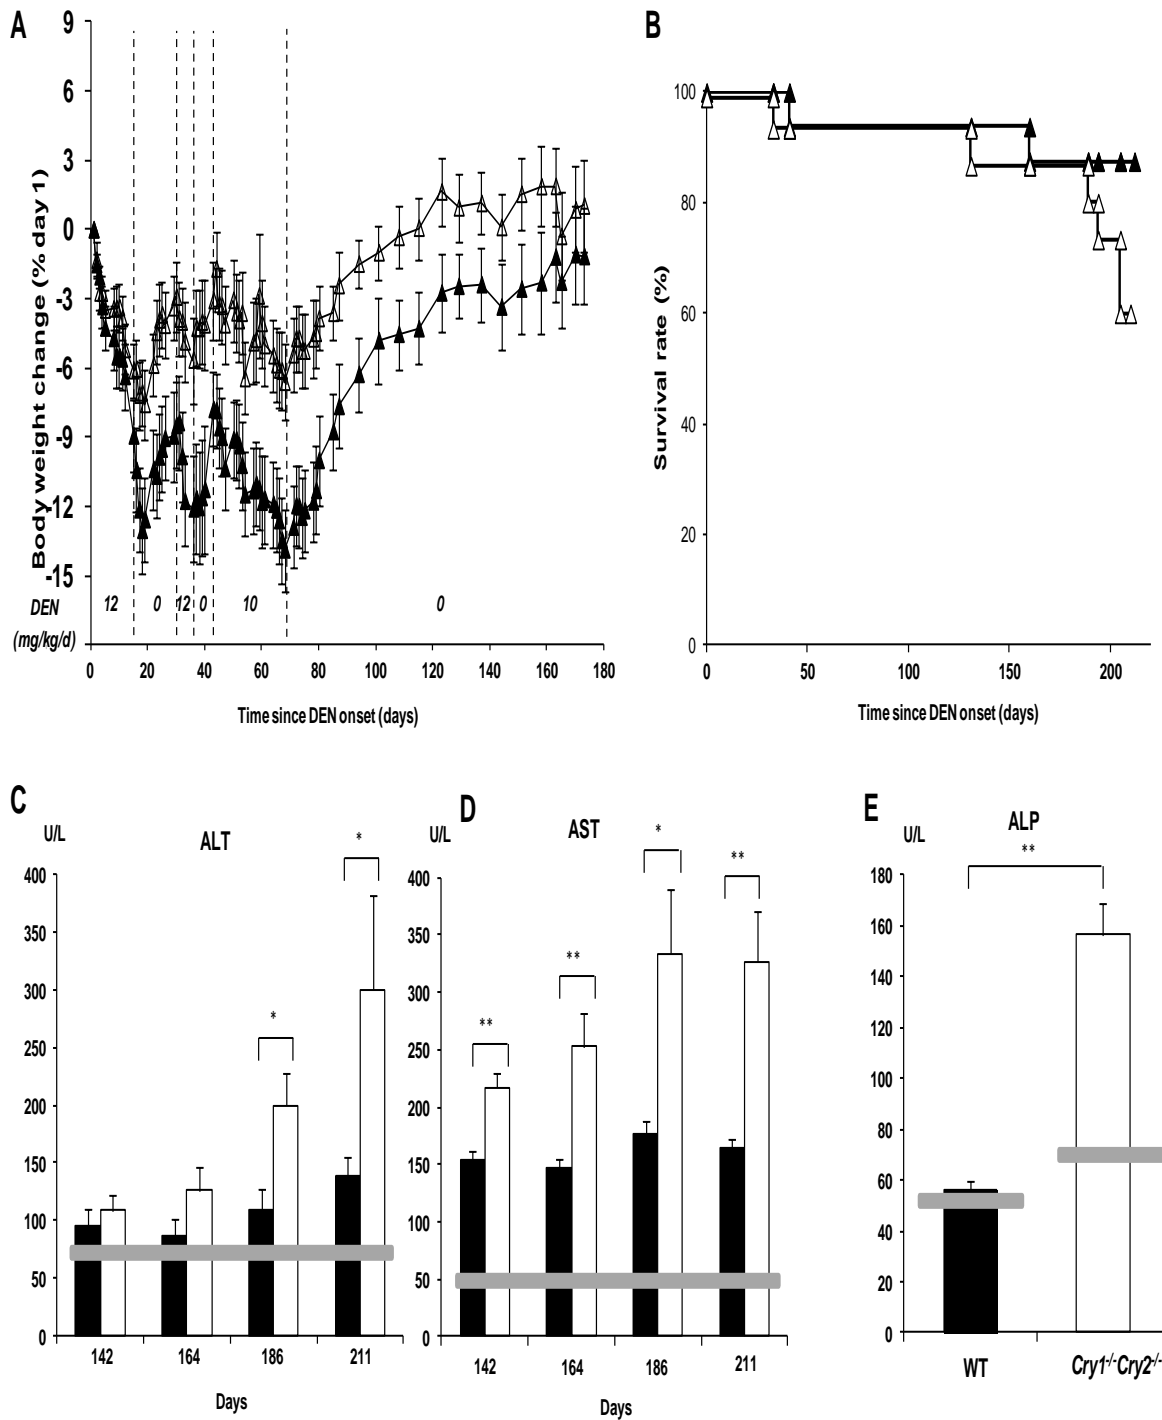 A
Body weight change (% day 1)
9
6
3
0
-3
-6
-9
-12
-15
DEN
(mg/kg/d)
12 0 12 0 10 0
0 20 40 60 80 100 120 140 160 180
Time since DEN onset (days)
B
Survival rate (%)
100
80
60
40
20
0
0 50 100 150 200
Time since DEN onset (days)
C
U/L
ALT
*
*
400
350
300
250
200
150
100
50
0
142 164 186 211
Days
D
U/L
AST
**
**
*
**
400
350
300
250
200
150
100
50
0
142 164 186 211
Days
E
U/L
ALP
**
180
160
140
120
100
80
60
40
20
0
WT Cry1-/-Cry2-/-